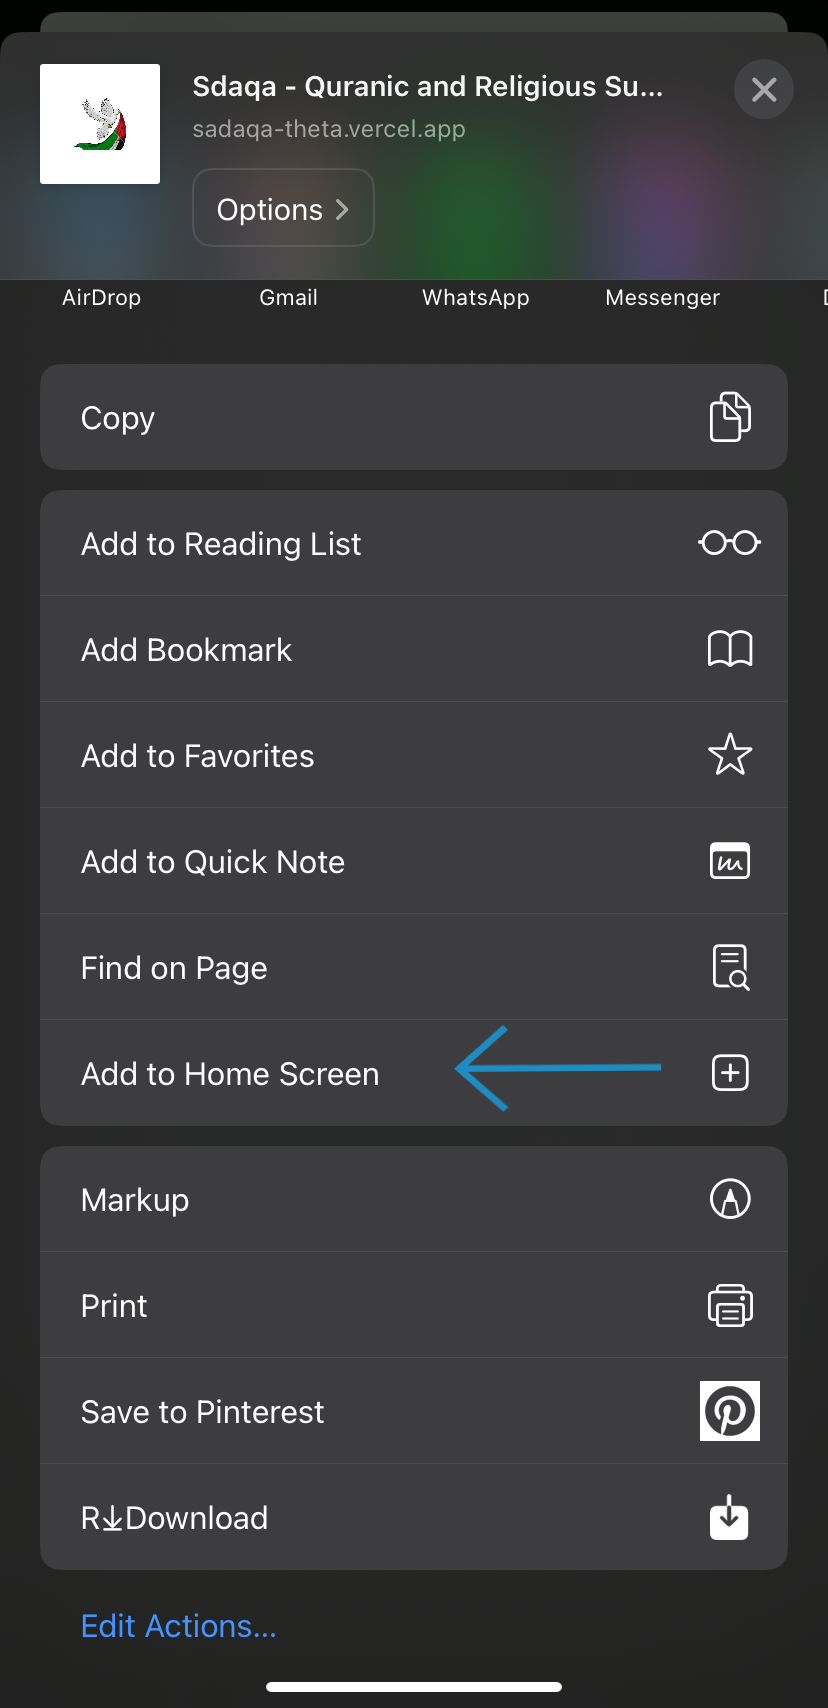 Sdaqa - Quranic and Religious Su...
sadaqa-theta.vercel.app
Options
AirDrop
Gmail
WhatsApp
Messenger
Copy
Add to Reading List
Add Bookmark
Add to Favorites
Add to Quick Note
Find on Page
Add to Home Screen
Markup
Print
Save to Pinterest
R↓Download
Edit Actions...